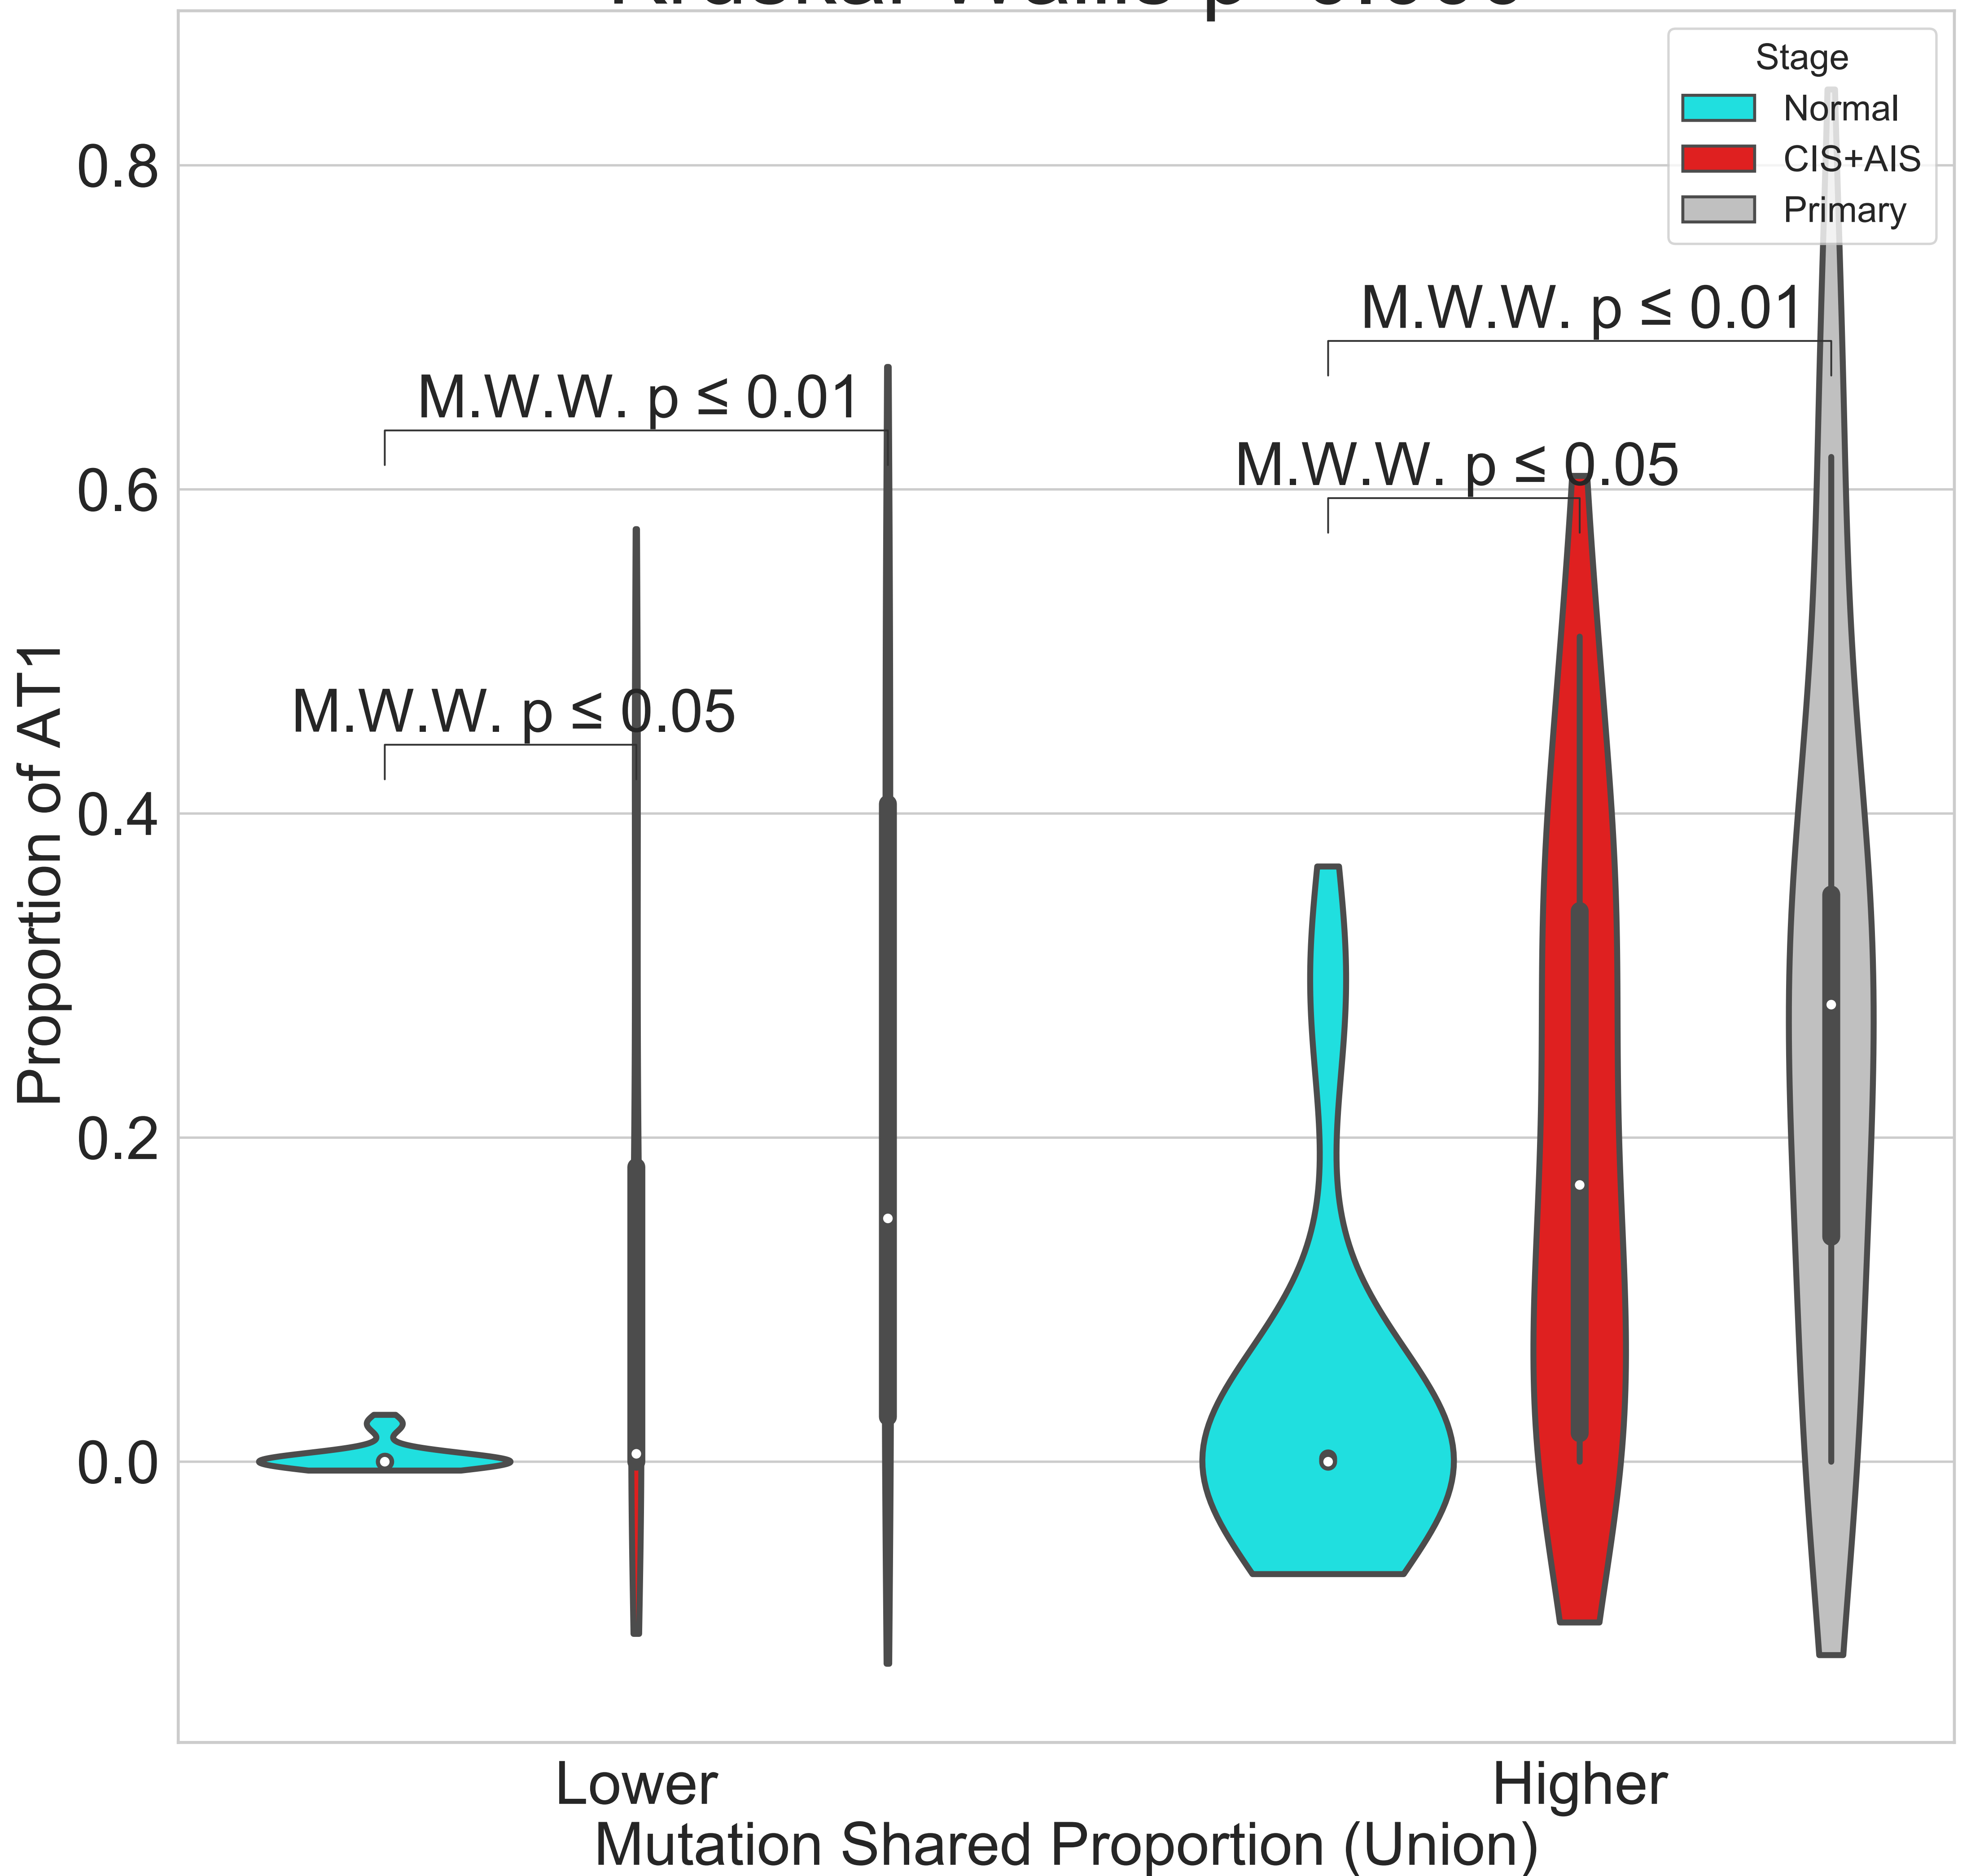 Stage
Normal
CIS+AIS
Primary
0.8
M.W.W. p ≤ 0.01
M.W.W. p ≤ 0.01
M.W.W. p ≤ 0.05
0.6
M.W.W. p ≤ 0.05
Proportion of AT1
0.4
0.2
0.0
Lower
Higher
Mutation Shared Proportion (Union)